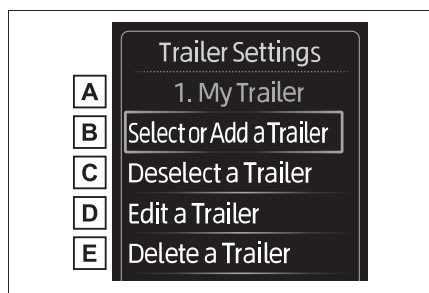 Trailer Settings
A 1. My Trailer
B Select or Add a Trailer
C Deselect a Trailer
D Edit a Trailer
E Delete a Trailer